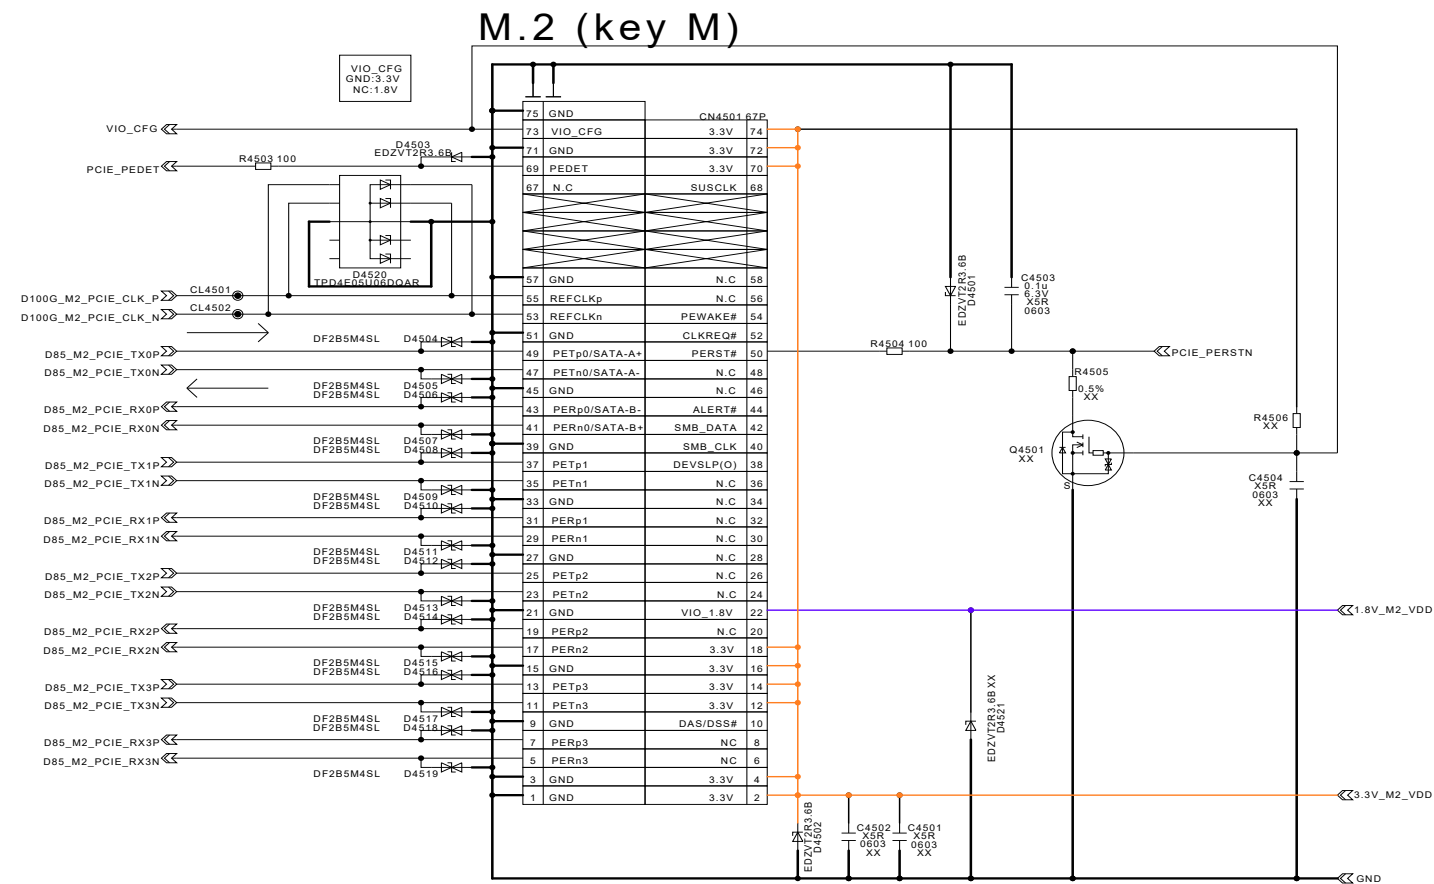 M.2 (key M)
VIO_CFG
GND:3.3V
NC:1.8V
CN4501 67P
75 GND
VIO_CFG
73 VIO_CFG
3.3V 74
D4503
EDZVT2R3.6B
71 GND
3.3V 72
PCIE_PEDET
R4503 100
69 PEDET
3.3V 70
67 N.C
SUSCLK 68
D4520
TPD4E05U06DQAR
57 GND
N.C 58
EDZVT2R3.6B
D4501
C4503
0.1u
6.3V
X5R
0603
D100G_M2_PCIE_CLK_P
CL4501
55 REFCLKp
N.C 56
D100G_M2_PCIE_CLK_N
CL4502
53 REFCLKn
PEWAKE# 54
DF2B5M4SL D4504
51 GND
CLKREQ# 52
D85_M2_PCIE_TX0P
49 PETp0/SATA-A+
PERST# 50
R4504 100
PCIE_PERSTN
D85_M2_PCIE_TX0N
47 PETn0/SATA-A-
N.C 48
R4505
0.5%
XX
DF2B5M4SL D4505
DF2B5M4SL D4506
45 GND
N.C 46
D85_M2_PCIE_RX0P
43 PERp0/SATA-B-
ALERT# 44
D85_M2_PCIE_RX0N
41 PERn0/SATA-B+
SMB_DATA 42
R4506
XX
DF2B5M4SL D4507
DF2B5M4SL D4508
39 GND
SMB_CLK 40
Q4501
XX
S
D85_M2_PCIE_TX1P
37 PETp1
DEVSLP(O) 38
D85_M2_PCIE_TX1N
35 PETn1
N.C 36
C4504
X5R
0603
XX
DF2B5M4SL D4509
DF2B5M4SL D4510
33 GND
N.C 34
D85_M2_PCIE_RX1P
31 PERp1
N.C 32
D85_M2_PCIE_RX1N
29 PERn1
N.C 30
DF2B5M4SL D4511
DF2B5M4SL D4512
27 GND
N.C 28
D85_M2_PCIE_TX2P
25 PETp2
N.C 26
D85_M2_PCIE_TX2N
23 PETn2
N.C 24
DF2B5M4SL D4513
DF2B5M4SL D4514
21 GND
VIO_1.8V 22
1.8V_M2_VDD
D85_M2_PCIE_RX2P
19 PERp2
N.C 20
D85_M2_PCIE_RX2N
17 PERn2
3.3V 18
DF2B5M4SL D4515
DF2B5M4SL D4516
15 GND
3.3V 16
D85_M2_PCIE_TX3P
13 PETp3
3.3V 14
D85_M2_PCIE_TX3N
11 PETn3
3.3V 12
EDZVT2R3.6B XX
D4521
DF2B5M4SL D4517
DF2B5M4SL D4518
9 GND
DAS/DSS# 10
D85_M2_PCIE_RX3P
7 PERp3
NC 8
D85_M2_PCIE_RX3N
5 PERn3
NC 6
DF2B5M4SL D4519
3 GND
3.3V 4
1 GND
3.3V 2
3.3V_M2_VDD
EDZVT2R3.6B
D4502
C4502
X5R
0603
XX
C4501
X5R
0603
XX
GND